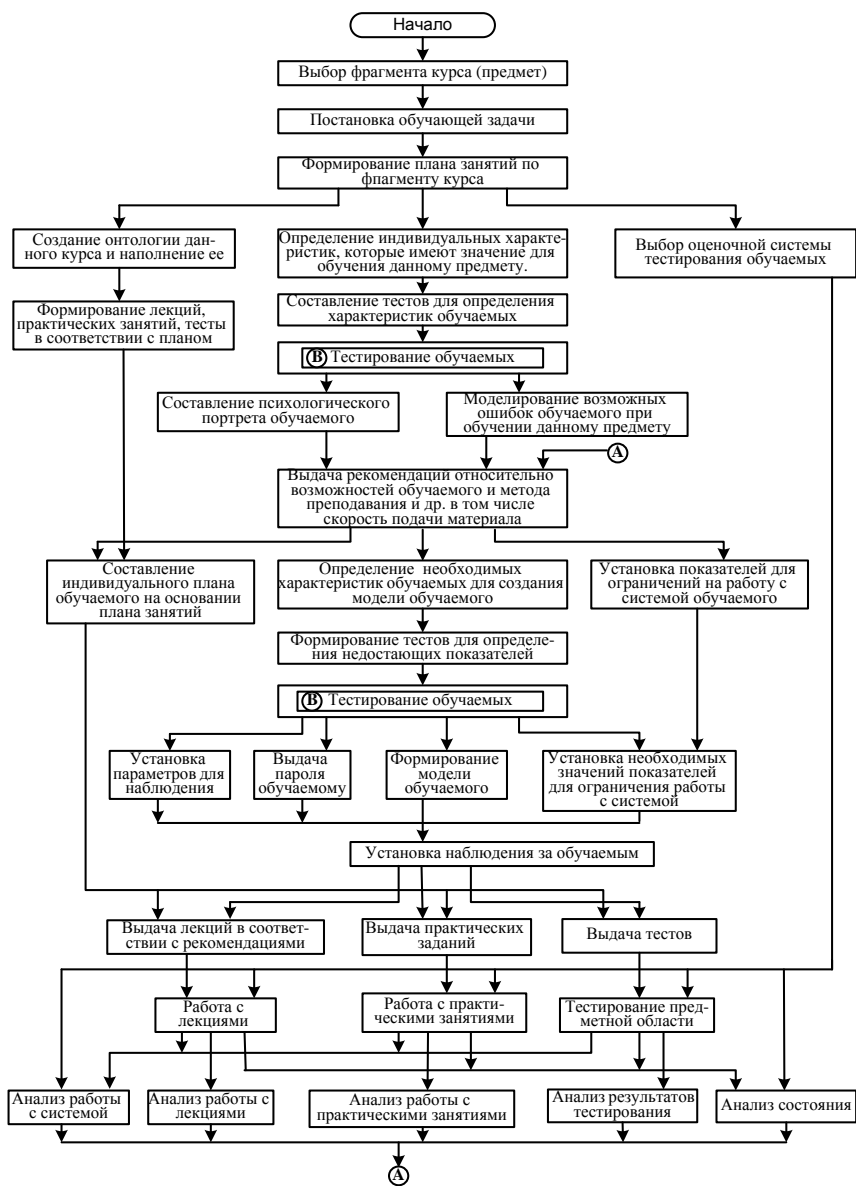 Начало
Выбор фрагмента курса (предмет)
Постановка обучающей задачи
Формирование плана занятий по
фпагменту курса
Создание онтологии дан-
ного курса и наполнение ее
Определение индивидуальных характе-
ристик, которые имеют значение для
обучения данному предмету.
Выбор оценочной системы
тестирования обучаемых
Формирование лекций,
практических занятий, тесты
в соответствии с планом
Составление тестов для определения
характеристик обучаемых
B Тестирование обучаемых
Составление психологического
портрета обучаемого
Моделирование возможных
ошибок обучаемого при
обучении данному предмету
A
Выдача рекомендаций относительно
возможностей обучаемого и метода
преподавания и др. в том числе
скорость подачи материала
Составление
индивидуального плана
обучаемого на основании
плана занятий
Определение необходимых
характеристик обучаемых для создания
модели обучаемого
Установка показателей для
ограничений на работу с
системой обучаемого
Формирование тестов для определе-
ния недостающих показателей
B Тестирование обучаемых
Установка
параметров для
наблюдения
Выдача
пароля
обучаемому
Формирование
модели
обучаемого
Установка необходимых
значений показателей
для ограничения работы
с системой
Установка наблюдения за обучаемым
Выдача лекций в соответ-
ствии с рекомендациями
Выдача практических
заданий
Выдача тестов
Работа с
лекциями
Работа с практи-
ческими занятиями
Тестирование пред-
метной области
Анализ работы
с системой
Анализ работы с
лекциями
Анализ работы с
практическими занятиями
Анализ результатов
тестирования
Анализ состояния
A